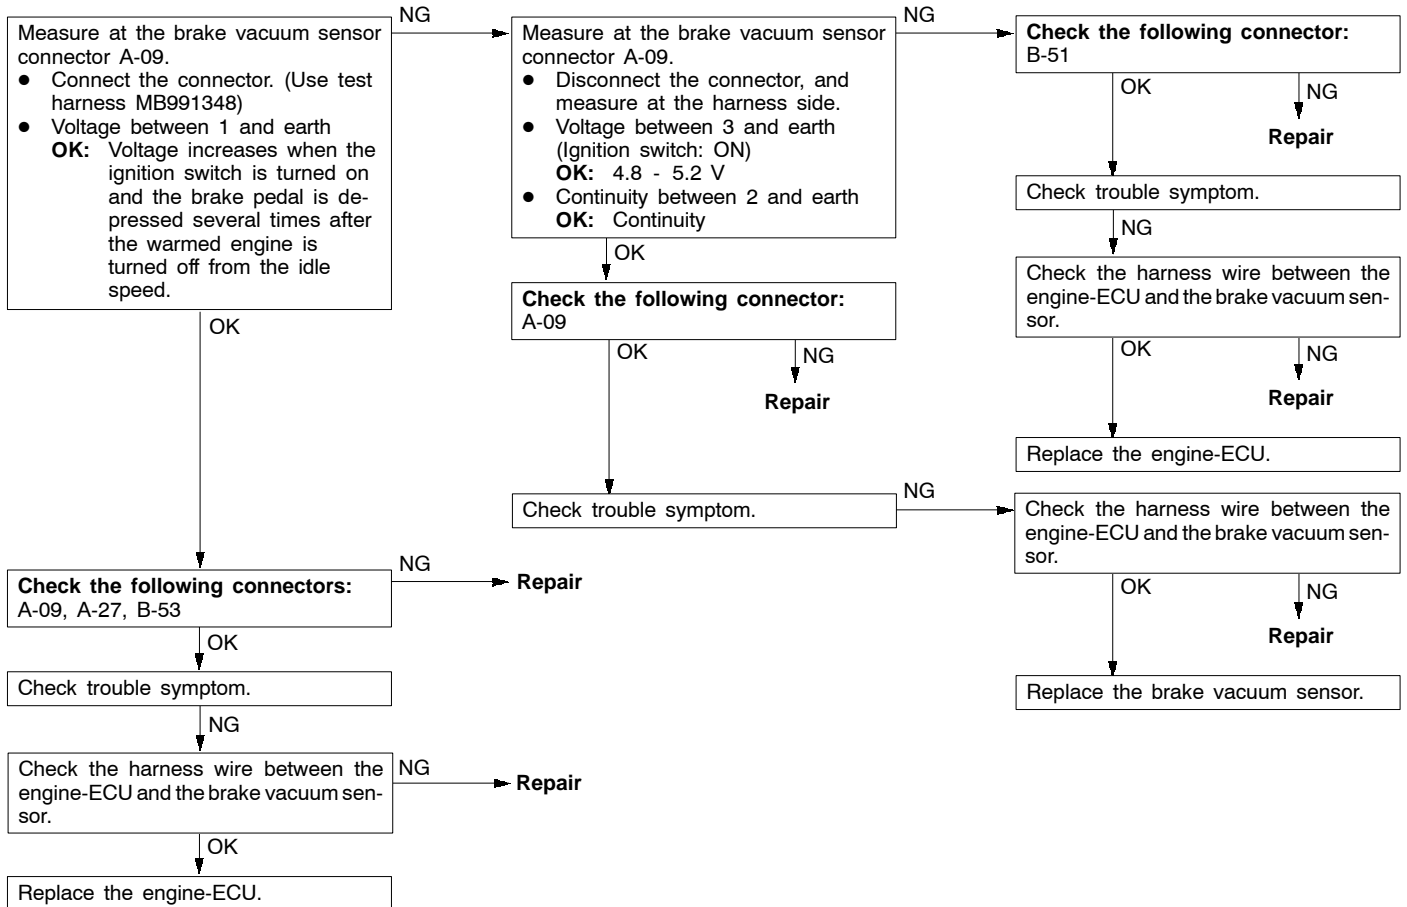 Measure at the brake vacuum sensor
connector A-09.
● Connect the connector. (Use test
harness MB991348)
● Voltage between 1 and earth
OK: Voltage increases when the
ignition switch is turned on
and the brake pedal is de-
pressed several times after
the warmed engine is
turned off from the idle
speed.
NG
OK
Measure at the brake vacuum sensor
connector A-09.
● Disconnect the connector, and
measure at the harness side.
● Voltage between 3 and earth
(Ignition switch: ON)
OK: 4.8 - 5.2 V
● Continuity between 2 and earth
OK: Continuity
NG
OK
Check the following connector:
B-51
OK
NG
Repair
Check trouble symptom.
NG
Check the harness wire between the
engine-ECU and the brake vacuum sen-
sor.
OK
NG
Repair
Replace the engine-ECU.
Check the following connector:
A-09
OK
NG
Repair
Check trouble symptom.
NG
Check the harness wire between the
engine-ECU and the brake vacuum sen-
sor.
OK
NG
Repair
Replace the brake vacuum sensor.
Check the following connectors:
A-09, A-27, B-53
NG
Repair
OK
Check trouble symptom.
NG
Check the harness wire between the
engine-ECU and the brake vacuum sen-
sor.
NG
Repair
OK
Replace the engine-ECU.